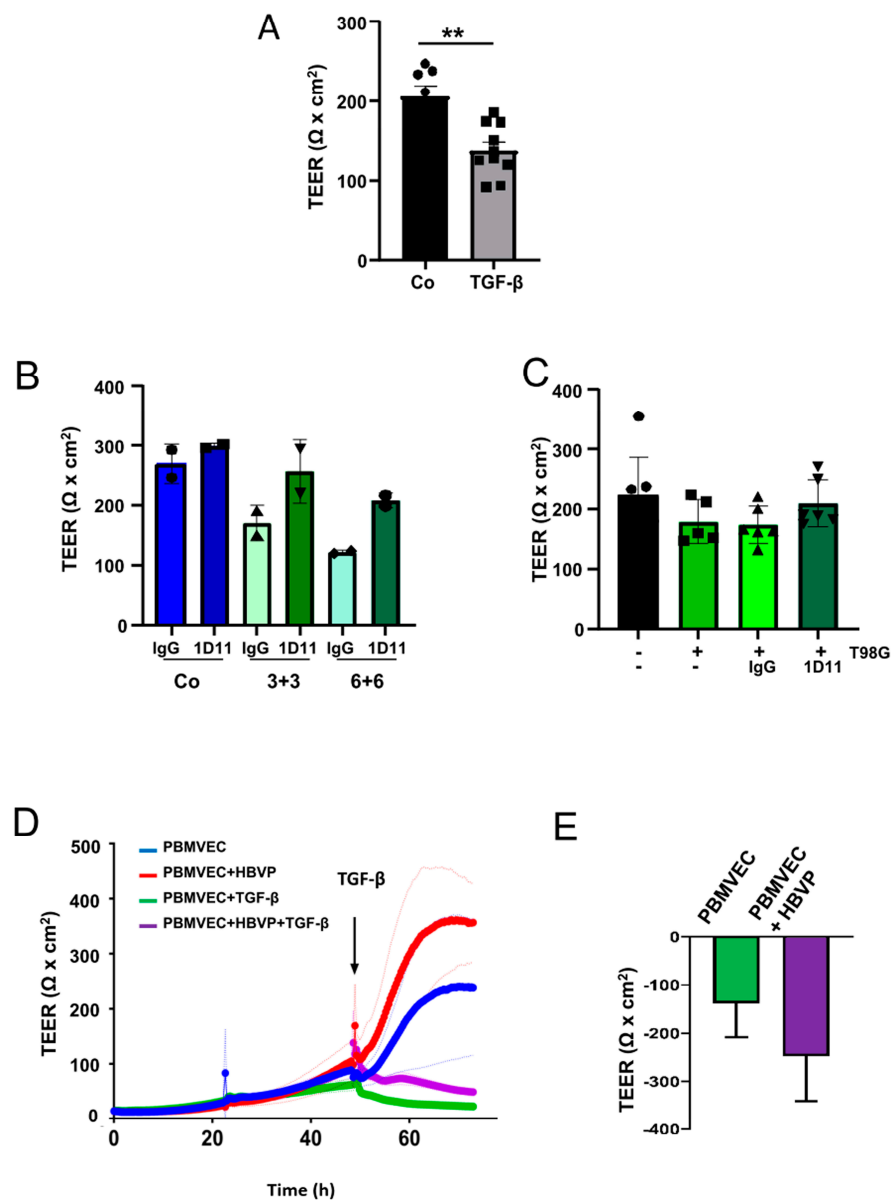 A
**
TEER (Ω x cm²)
300
200
100
0
Co
TGF-β
B
TEER (Ω x cm²)
400
300
200
100
0
IgG 1D11 IgG 1D11 IgG 1D11
Co 3+3 6+6
C
TEER (Ω x cm²)
400
300
200
100
0
- + + + T98G
- - IgG 1D11
D
TEER (Ω x cm²)
500
400
300
200
100
0
PBMVEC
PBMVEC+HBVP
PBMVEC+TGF-β
PBMVEC+HBVP+TGF-β
TGF-β
0 20 40 60
Time (h)
E
PBMVEC
PBMVEC
+ HBVP
TEER (Ω x cm²)
0
-100
-200
-300
-400